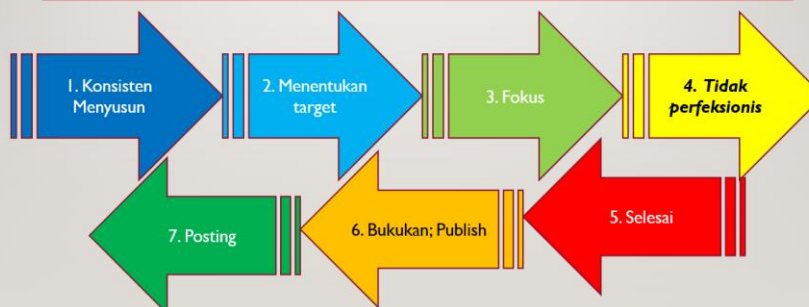 1. Konsisten
Menyusun
2. Menentukan
target
3. Fokus
4. Tidak
perfeksionis
5. Selesai
6. Bukukan; Publish
7. Posting